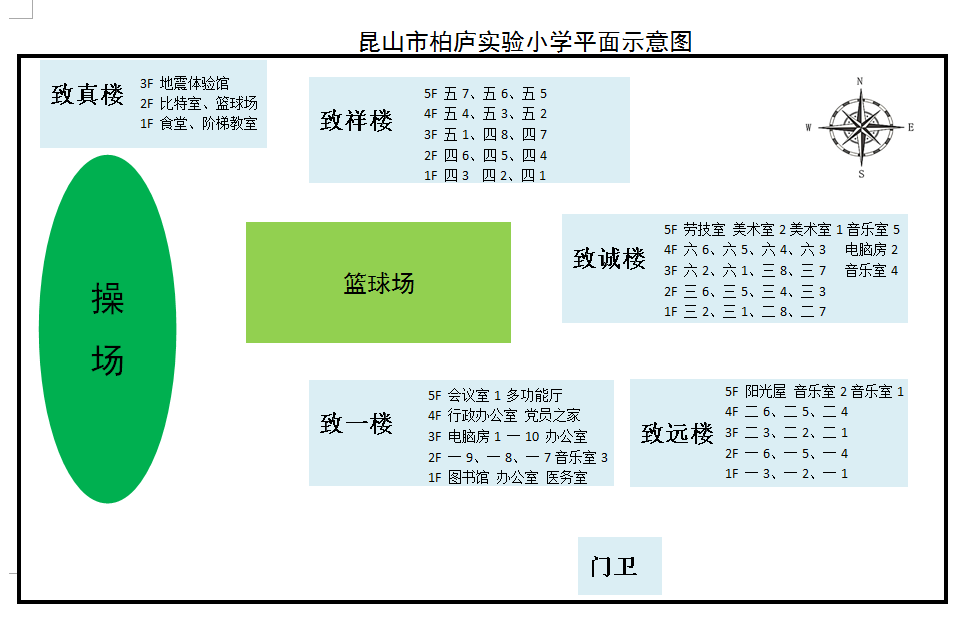 昆山市柏庐实验小学平面示意图
致真楼
3F 地震体验馆
2F 比特室、篮球场
1F 食堂、阶梯教室
致祥楼
5F 五 7、五 6、五 5
4F 五 4、五 3、五 2
3F 五 1、四 8、四 7
2F 四 6、四 5、四 4
1F 四 3 四 2、四 1
N
W
E
S
致诚楼
5F 劳技室 美术室 2 美术室 1 音乐室 5
4F 六 6、六 5、六 4、六 3 电脑房 2
3F 六 2、六 1、三 8、三 7 音乐室 4
2F 三 6、三 5、三 4、三 3
1F 三 2、三 1、二 8、二 7
操
场
篮球场
致一楼
5F 会议室 1 多功能厅
4F 行政办公室 党员之家
3F 电脑房 1 一 10 办公室
2F 一 9、一 8、一 7 音乐室 3
1F 图书馆 办公室 医务室
致远楼
5F 阳光屋 音乐室 2 音乐室 1
4F 二 6、二 5、二 4
3F 二 3、二 2、二 1
2F 一 6、一 5、一 4
1F 一 3、一 2、一 1
门卫